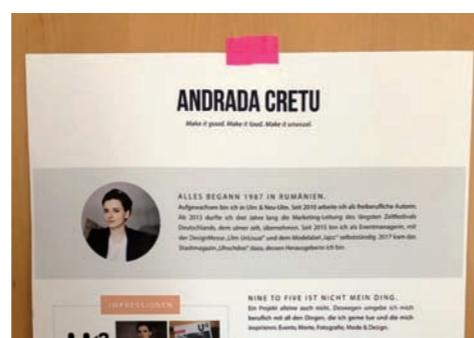 ANDRADA CRETU
Make it good. Make it loud. Make it unusual.
ALLES BEGANN 1987 IN RUMÄNIEN.
Aufgewachsen bin ich in Ulm & Neu-Ulm. Seit 2010 arbeite ich als freiberufliche Autorin.
Ab 2013 durfte ich drei Jahre lang die Marketing-Leitung des längsten Zeltfestivals
Deutschlands, dem ulmer zelt, übernehmen. Seit 2015 bin ich als Eventmanagerin, mit
der DesignMesse „Ulm UnUsual“ und dem Modelabel selbstständig. 2017 kam das
Stadtmagazin „Ulmschöne“ dazu, dessen Herausgeberin ich bin.
IMPRESSIONEN
NINE TO FIVE IST NICHT MEIN DING.
Ein Projekt alleine auch nicht. Deswegen umgebe ich mich
beruflich mit all den Dingen, die ich gerne tue und die mich
inspirieren: Events, Worte, Fotografie, Mode & Design.